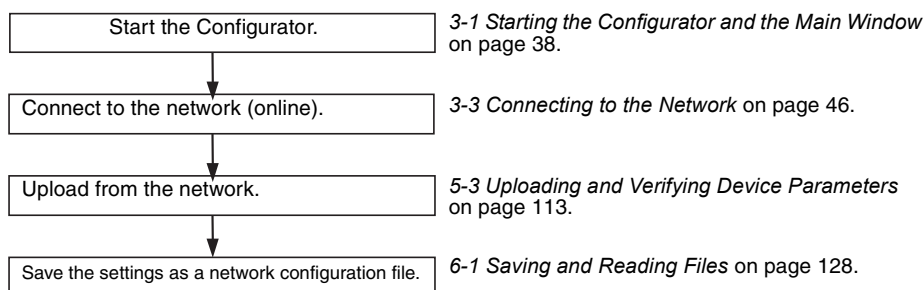 Start the Configurator.
3-1 Starting the Configurator and the Main Window
on page 38.
Connect to the network (online).
3-3 Connecting to the Network on page 46.
Upload from the network.
5-3 Uploading and Verifying Device Parameters
on page 113.
Save the settings as a network configuration file.
6-1 Saving and Reading Files on page 128.